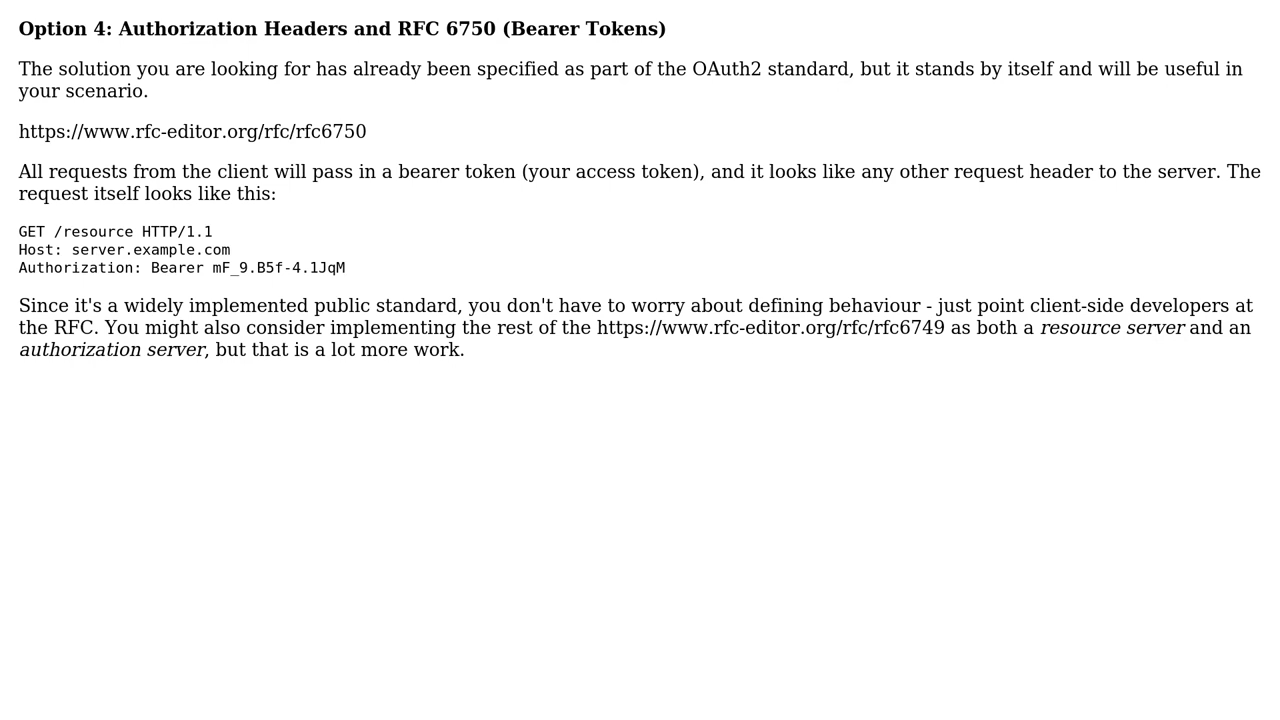 Option 4: Authorization Headers and RFC 6750 (Bearer Tokens)
The solution you are looking for has already been specified as part of the OAuth2 standard, but it stands by itself and will be useful in
your scenario.
https://www.rfc-editor.org/rfc/rfc6750
All requests from the client will pass in a bearer token (your access token), and it looks like any other request header to the server. The
request itself looks like this:
GET /resource HTTP/1.1
Host: server.example.com
Authorization: Bearer mF_9.B5f-4.1JqM
Since it's a widely implemented public standard, you don't have to worry about defining behaviour - just point client-side developers at
the RFC. You might also consider implementing the rest of the https://www.rfc-editor.org/rfc/rfc6749 as both a resource server and an
authorization server, but that is a lot more work.